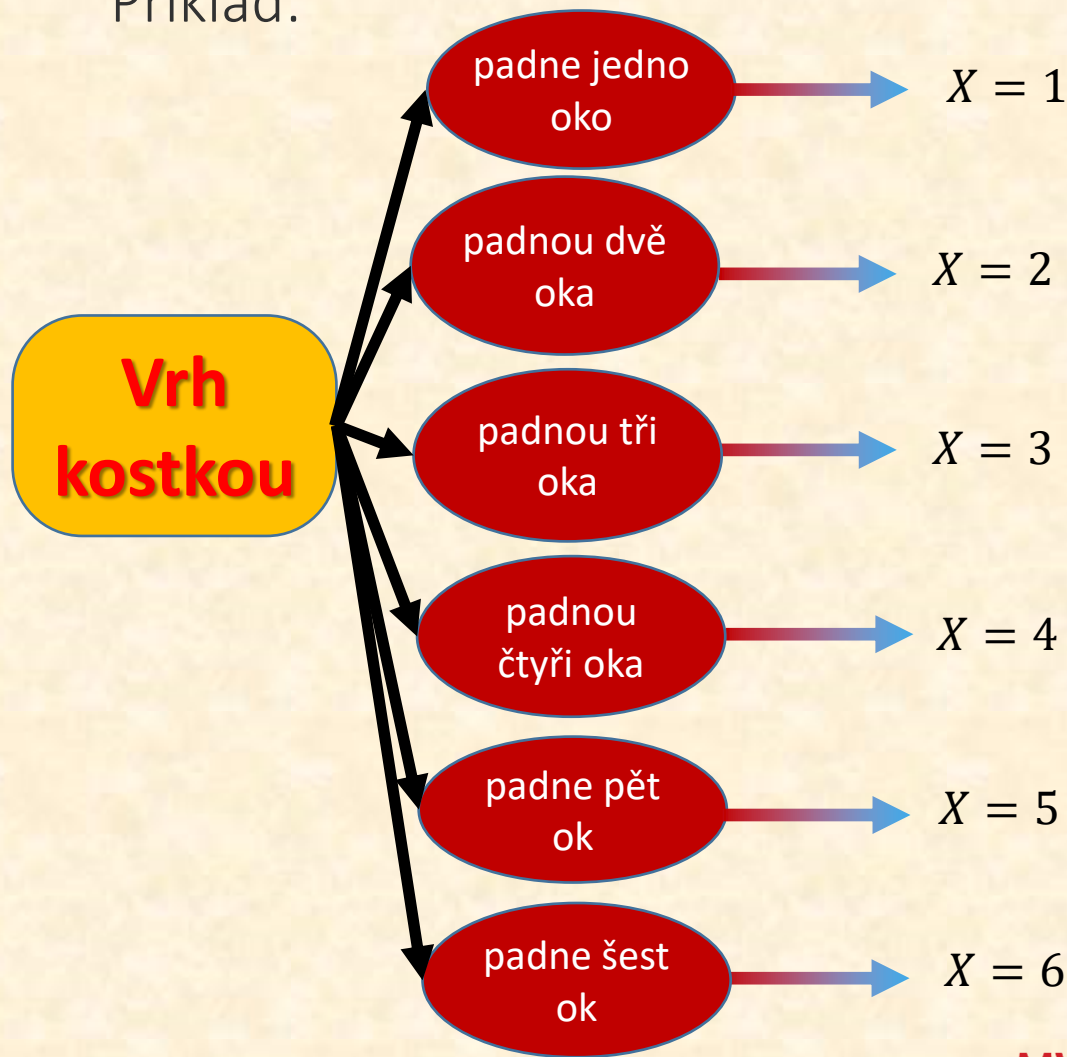 Příklad:
padne jedno
oko
X = 1
padnou dvě
oka
X = 2
Vrh
kostkou
padnou tři
oka
X = 3
padnou
čtyři oka
X = 4
padne pět
ok
X = 5
padne šest
ok
X = 6